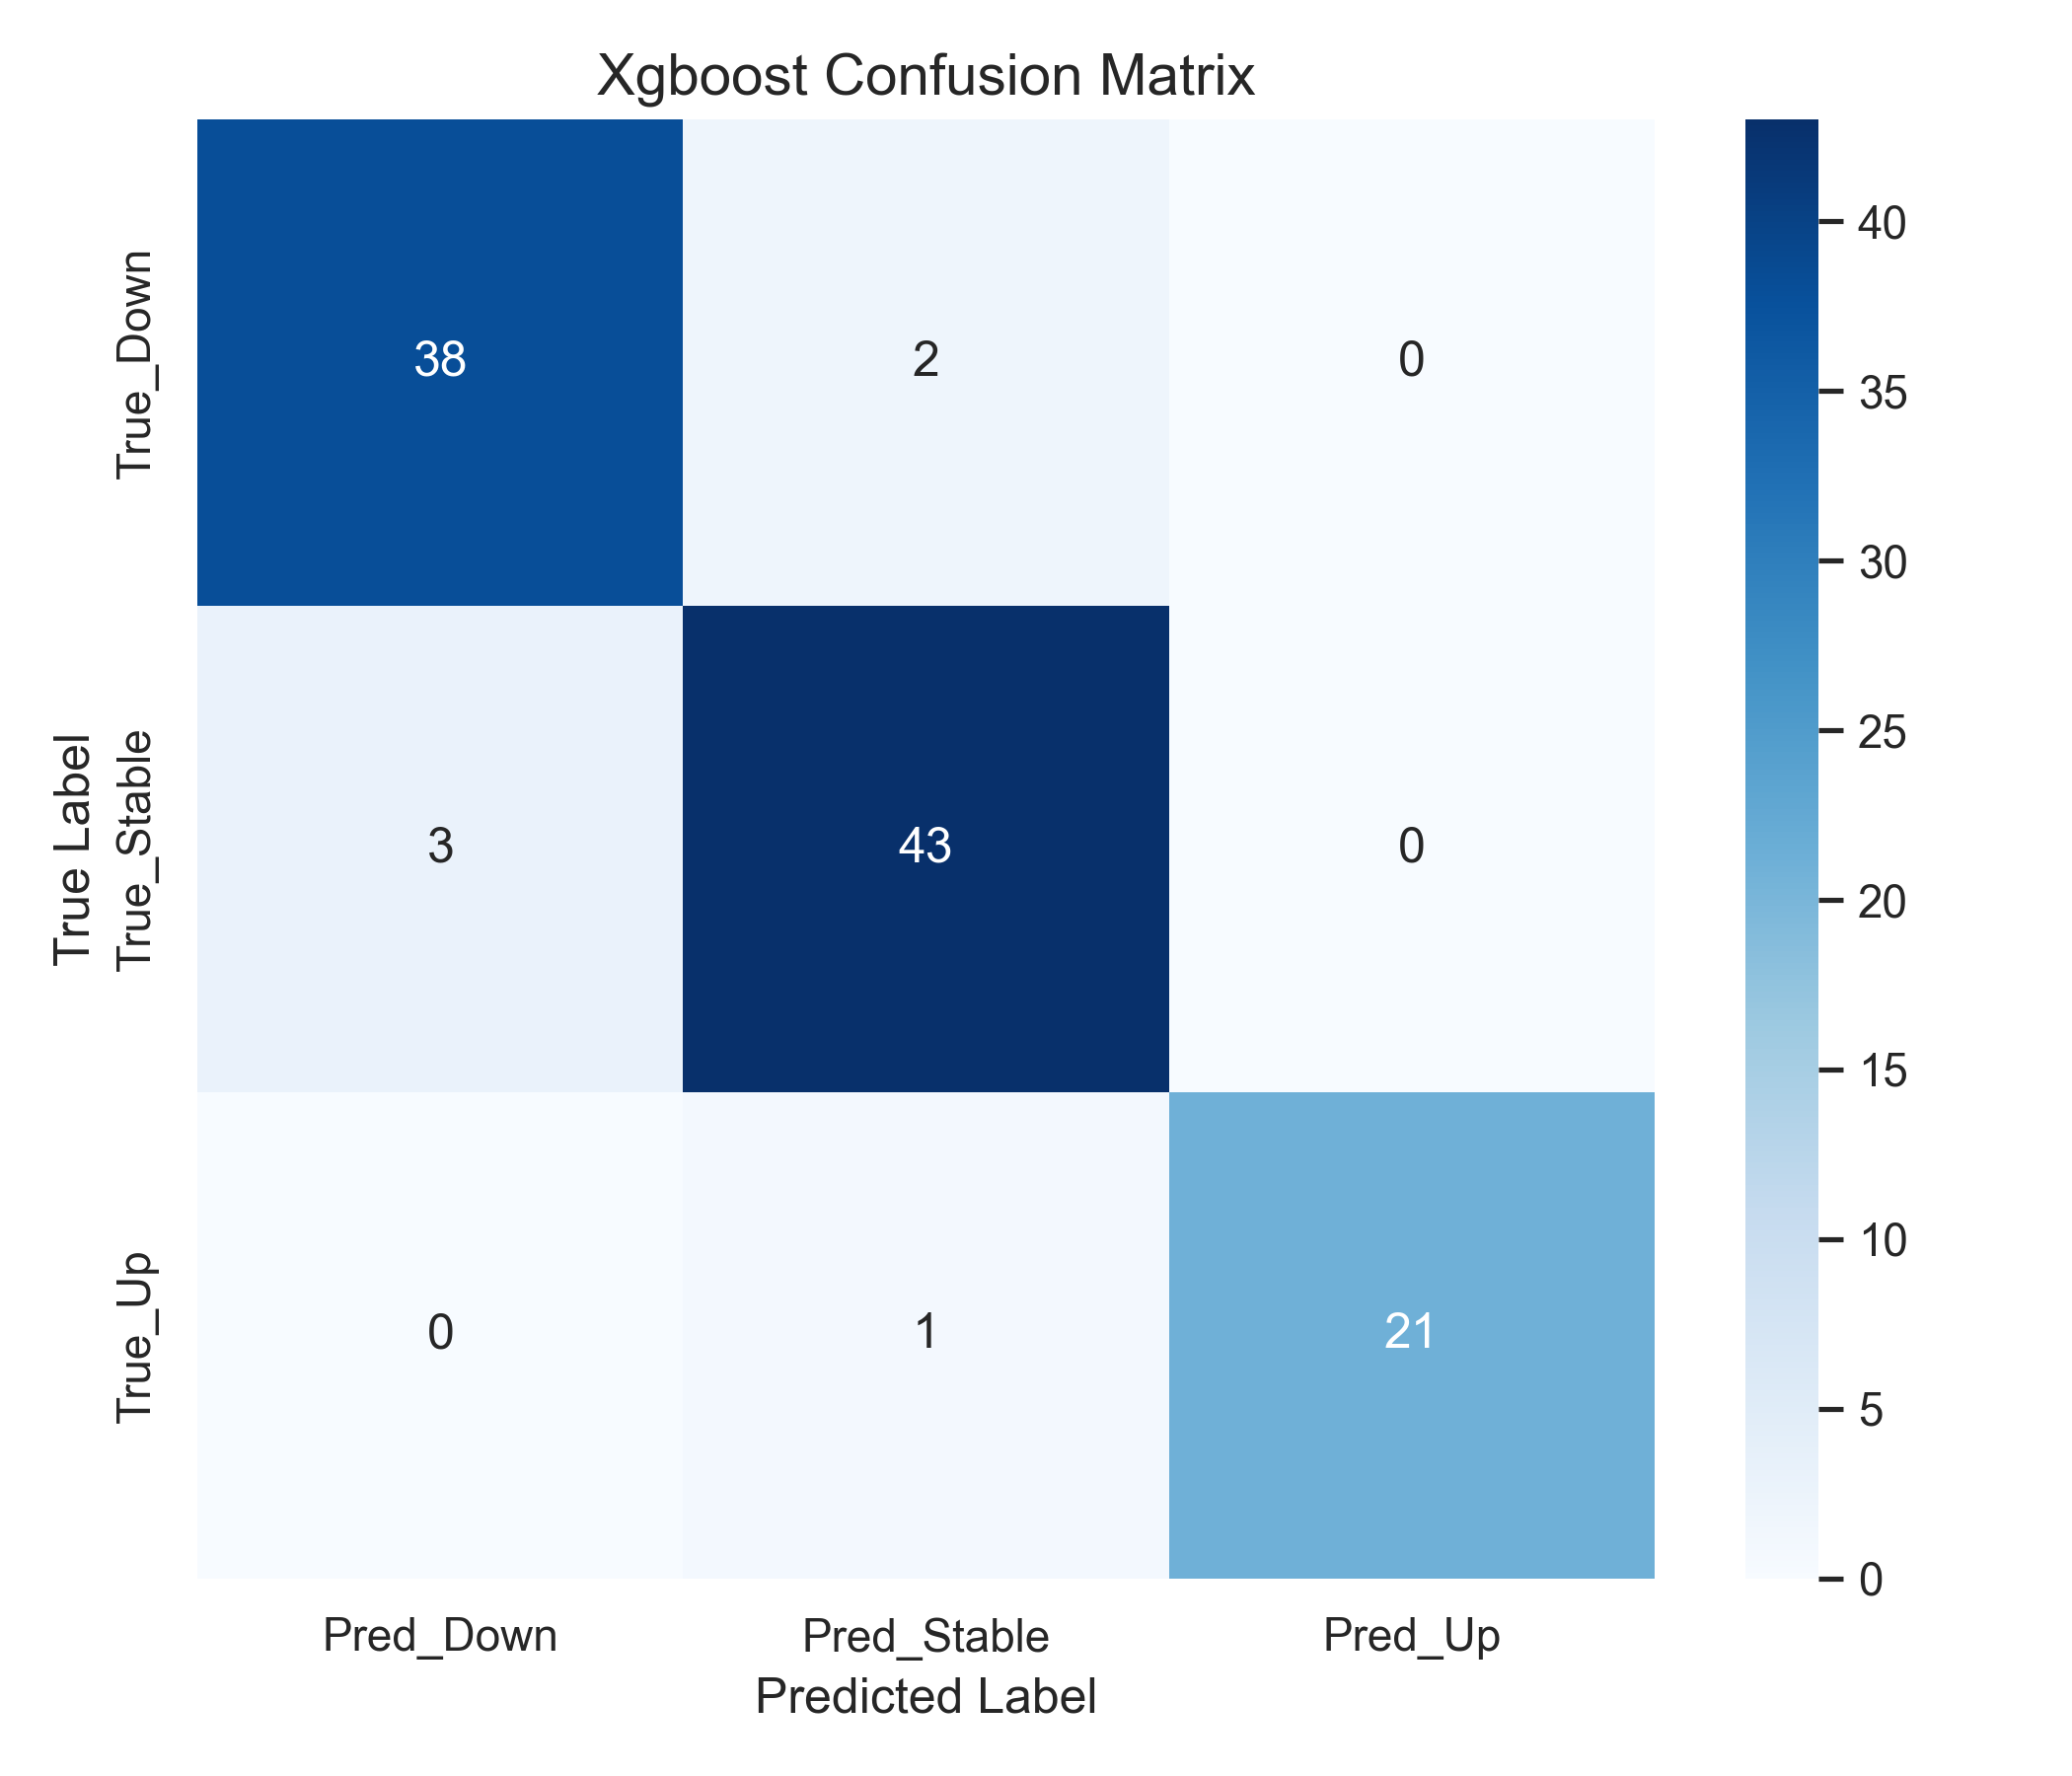 Xgboost Confusion Matrix
True Label
True_Down
38
2
0
True_Stable
3
43
0
True_Up
0
1
21
Pred_Down
Pred_Stable
Pred_Up
Predicted Label
40
35
30
25
20
15
10
5
0